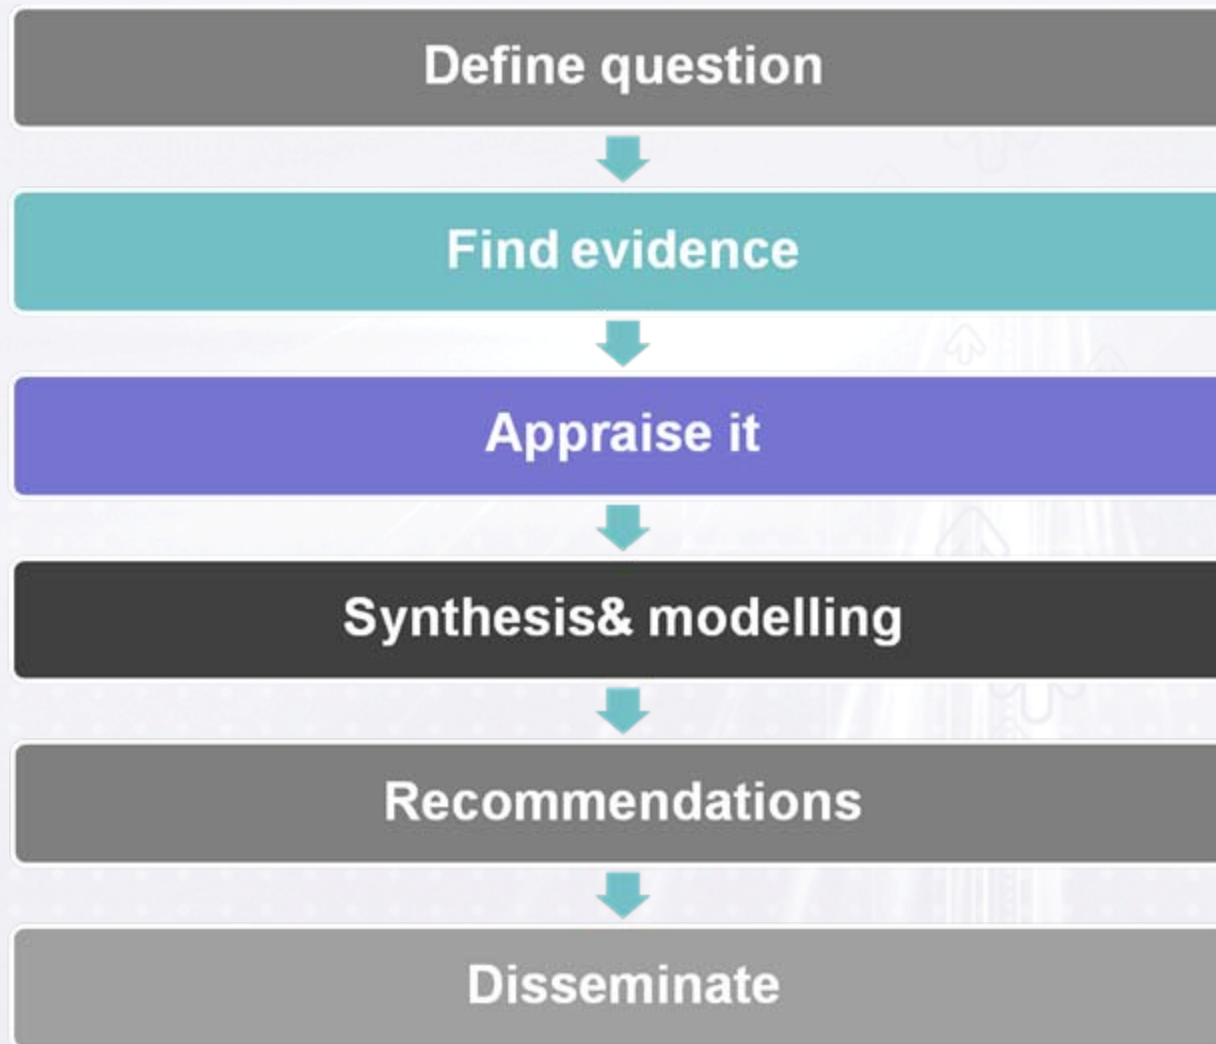 Define question
Find evidence
Appraise it
Synthesis& modelling
Recommendations
Disseminate